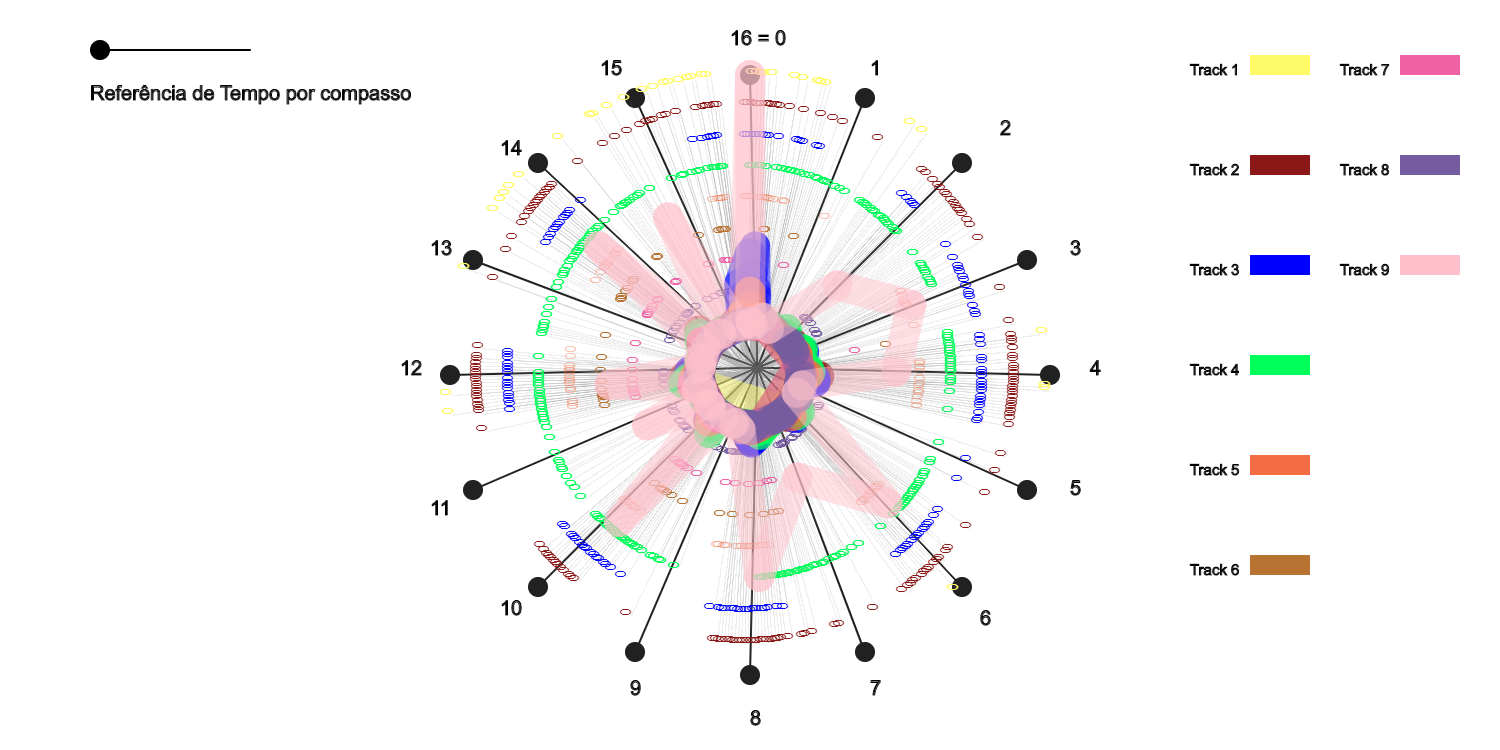 16 = 0
15
1
Referência de Tempo por compasso
14
2
13
3
12
4
11
5
10
6
9
7
8
Track 1
Track 7
Track 2
Track 8
Track 3
Track 9
Track 4
Track 5
Track 6